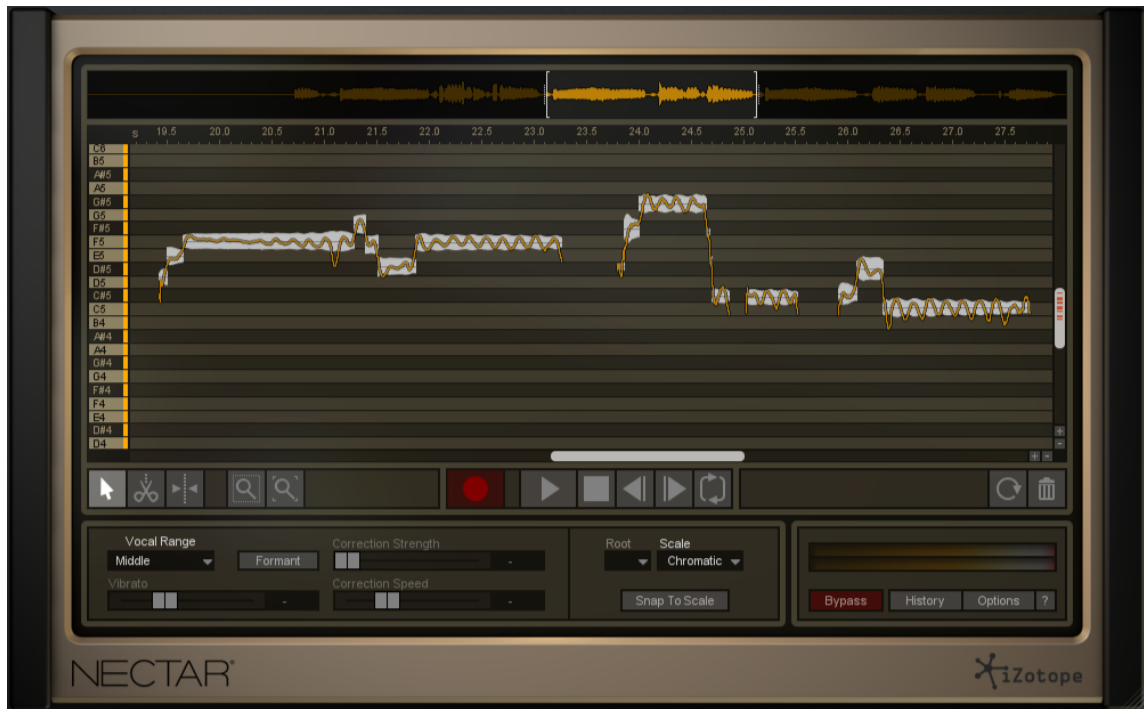 s 19.5 20.0 20.5 21.0 21.5 22.0 22.5 23.0 23.5 24.0 24.5 25.0 25.5 26.0 26.5 27.0 27.5
C6
B5
A#5
A5
G#5
G5
F#5
F5
E5
D#5
D5
C#5
C5
B4
A#4
A4
G#4
G4
F#4
F4
E4
D#4
D4
Vocal Range
Middle
Formant
Vibrato
-
Correction Strength
-
Correction Speed
-
Root Scale
Chromatic
Snap To Scale
Bypass History Options ?
NECTAR
iZotope